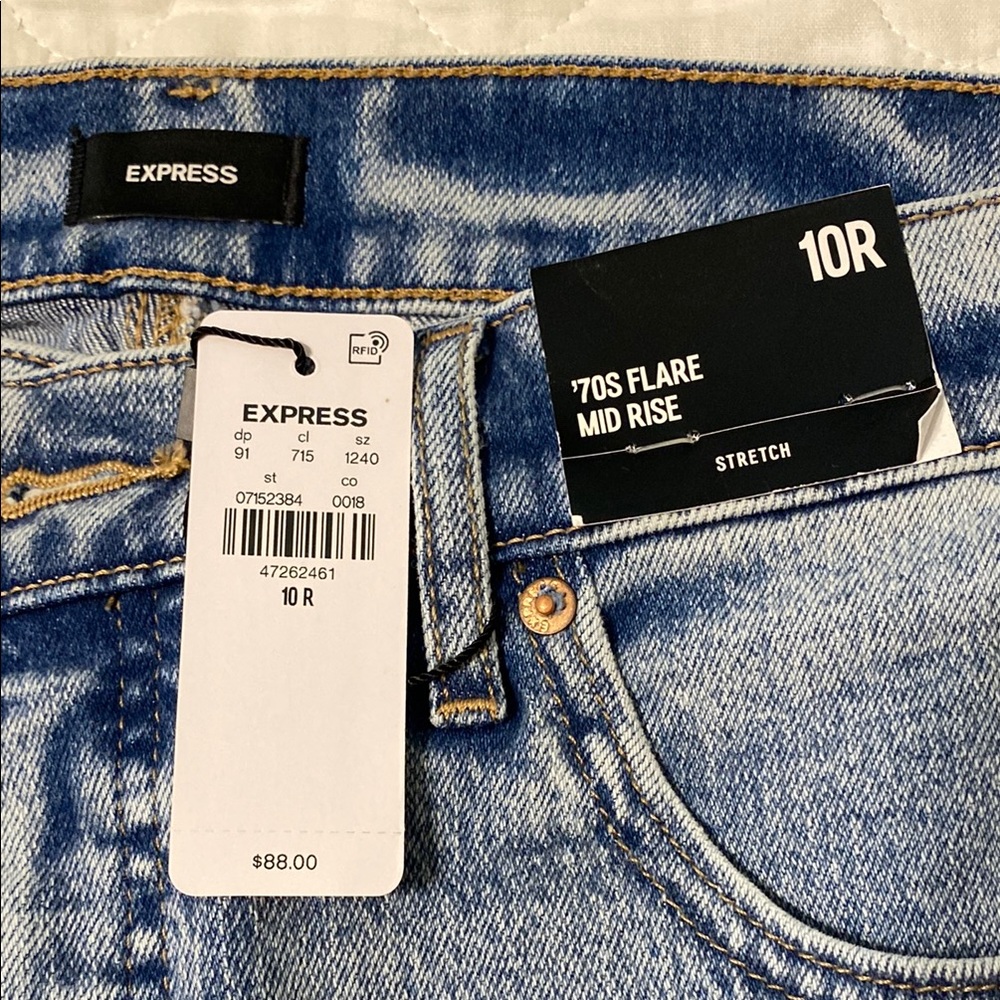 EXPRESS
10R
'70S FLARE
MID RISE
STRETCH
RFID
EXPRESS
dp cl sz
91 715 1240
st co
07152384 0018
47262461
10 R
$88.00